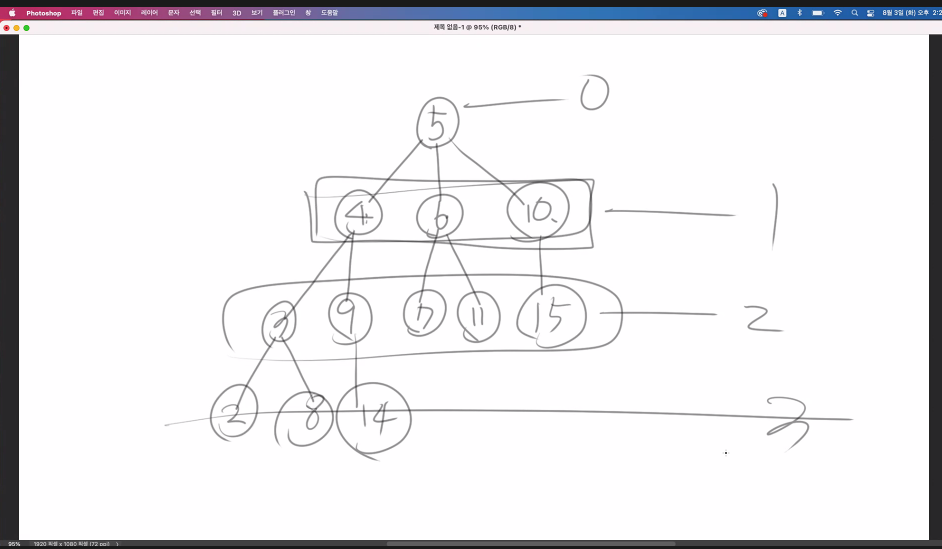 Photoshop 파일 편집 이미지 레이어 문자 선택 필터 3D 보기 플러그인 창 도움말 A 8월 3일 (화) 오후 2:2
제목 없음-1 @ 95% (RGB/8) *
5 0
4 10 1
9 11 15 2
2 8 14 3
95% 1920 픽셀 x 1080 픽셀 (72 ppi)